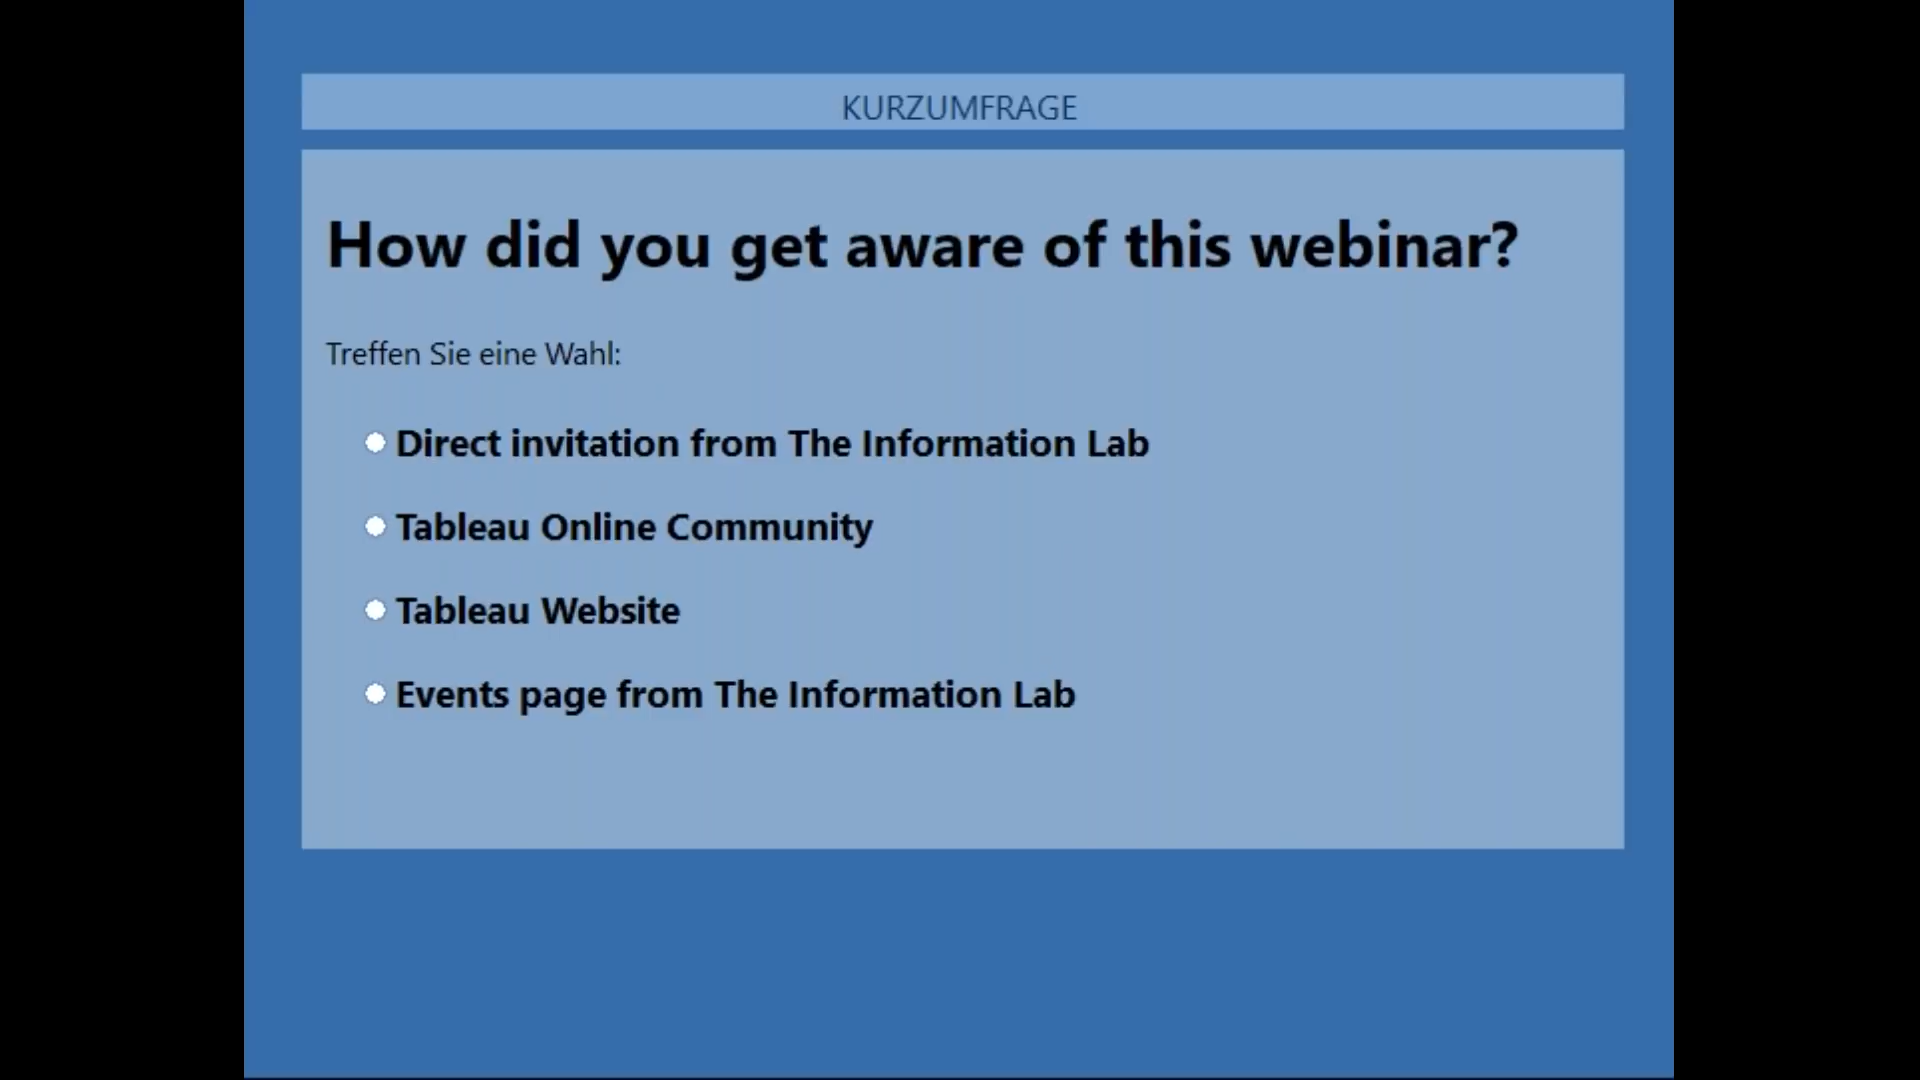 KURZUMFRAGE
How did you get aware of this webinar?
Treffen Sie eine Wahl:
Direct invitation from The Information Lab
Tableau Online Community
Tableau Website
Events page from The Information Lab